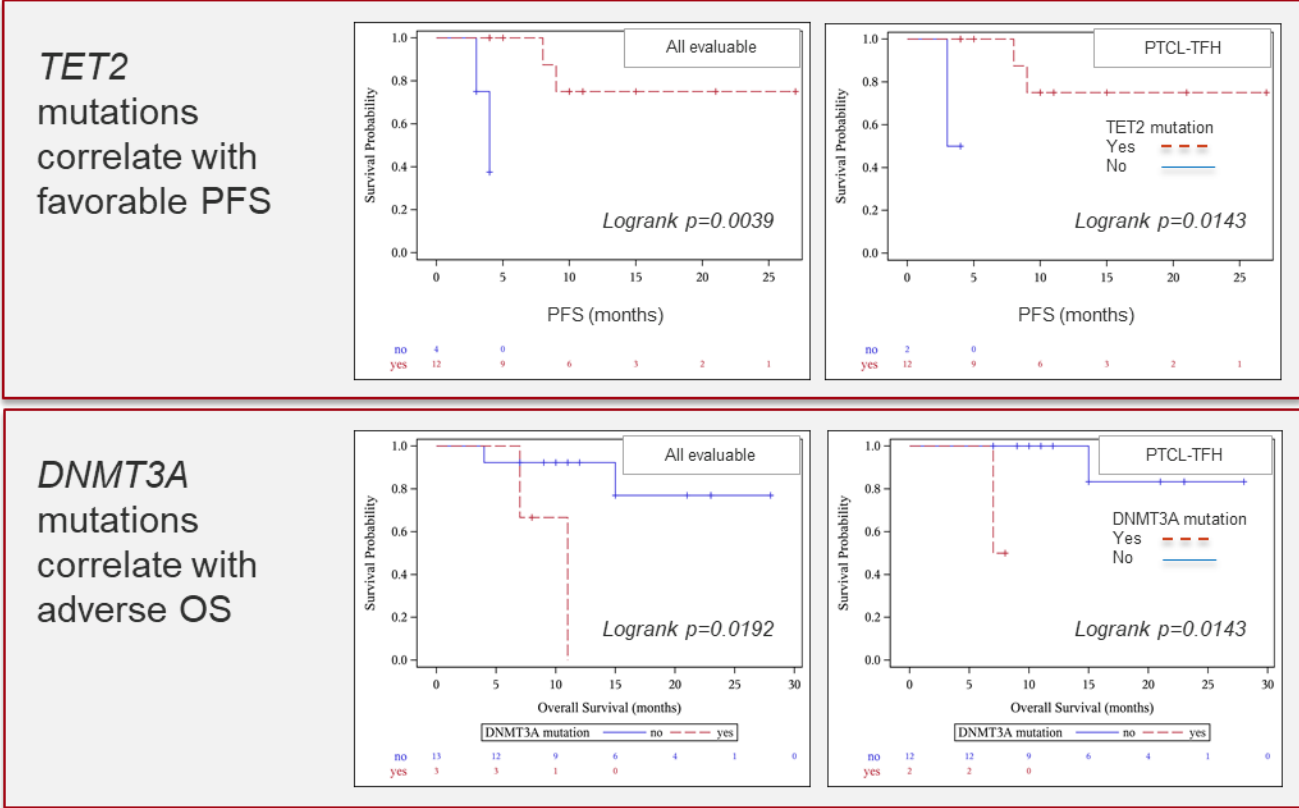 TET2
mutations
correlate with
favorable PFS
All evaluable
Survival Probability
1.0
0.8
0.6
0.4
0.2
0.0
Logrank p=0.0039
0 5 10 15 20 25
PFS (months)
no 4 0
yes 12 9 6 3 2 1
PTCL-TFH
Survival Probability
1.0
0.8
0.6
0.4
0.2
0.0
TET2 mutation
Yes
No
Logrank p=0.0143
0 5 10 15 20 25
PFS (months)
no 2 0
yes 12 9 6 3 2 1
DNMT3A
mutations
correlate with
adverse OS
All evaluable
Survival Probability
1.0
0.8
0.6
0.4
0.2
0.0
Logrank p=0.0192
0 5 10 15 20 25 30
Overall Survival (months)
DNMT3A mutation no yes
no 13 12 9 6 4 1 0
yes 3 3 1 0
PTCL-TFH
Survival Probability
1.0
0.8
0.6
0.4
0.2
0.0
DNMT3A mutation
Yes
No
Logrank p=0.0143
0 5 10 15 20 25 30
Overall Survival (months)
DNMT3A mutation no yes
no 12 12 9 6 4 1 0
yes 2 2 0